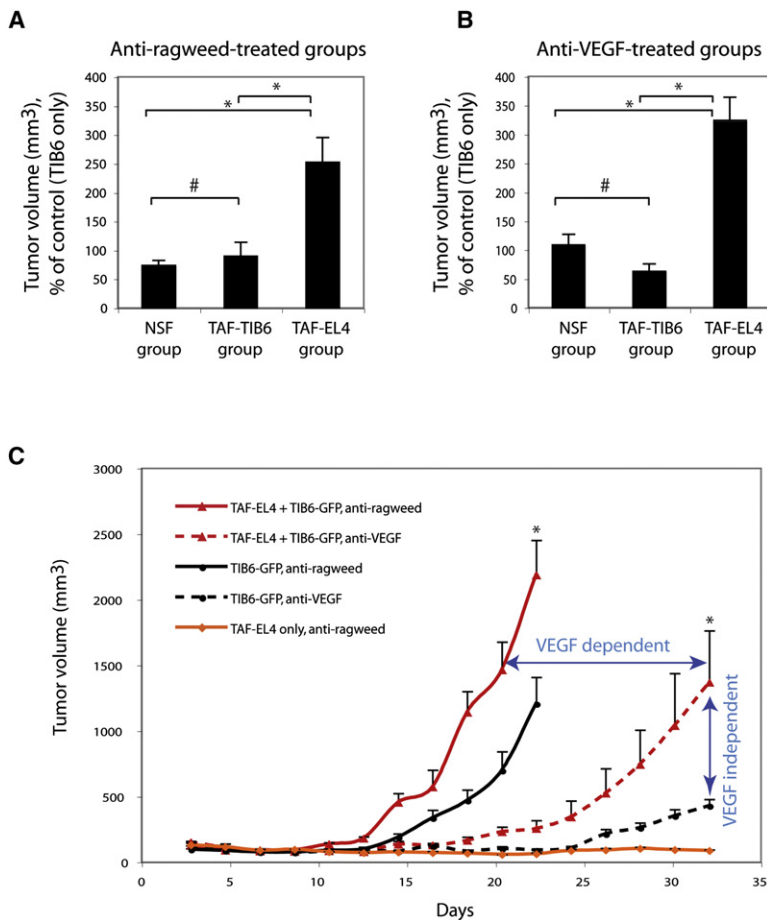 A
Anti-ragweed-treated groups
Tumor volume (mm3),
% of control (TIB6 only)
400
350
300
250
200
150
100
50
0
*
*
#
NSF
group
TAF-TIB6
group
TAF-EL4
group
B
Anti-VEGF-treated groups
Tumor volume (mm3),
% of control (TIB6 only)
400
350
300
250
200
150
100
50
0
*
*
#
NSF
group
TAF-TIB6
group
TAF-EL4
group
C
Tumor volume (mm3)
3000
2500
2000
1500
1000
500
0
TAF-EL4 + TIB6-GFP, anti-ragweed
TAF-EL4 + TIB6-GFP, anti-VEGF
TIB6-GFP, anti-ragweed
TIB6-GFP, anti-VEGF
TAF-EL4 only, anti-ragweed
*
VEGF dependent
*
VEGF independent
0 5 10 15 20 25 30 35
Days